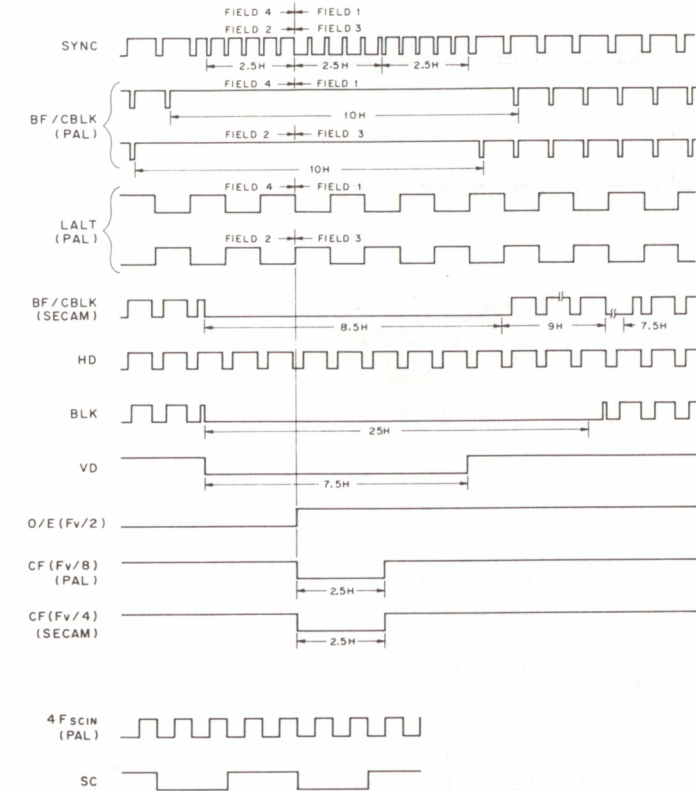 FIELD 4 FIELD 1
FIELD 2 FIELD 3
SYNC
2.5H 2.5H 2.5H
FIELD 4 FIELD 1
BF/CBLK
(PAL)
10H
FIELD 2 FIELD 3
10H
FIELD 4 FIELD 1
LALT
(PAL)
FIELD 2 FIELD 3
BF/CBLK
(SECAM)
8.5H 9H 7.5H
HD
BLK
25H
VD
7.5H
O/E(Fv/2)
CF(Fv/8)
(PAL)
2.5H
CF(Fv/4)
(SECAM)
2.5H
4FSCIN
(PAL)
SC